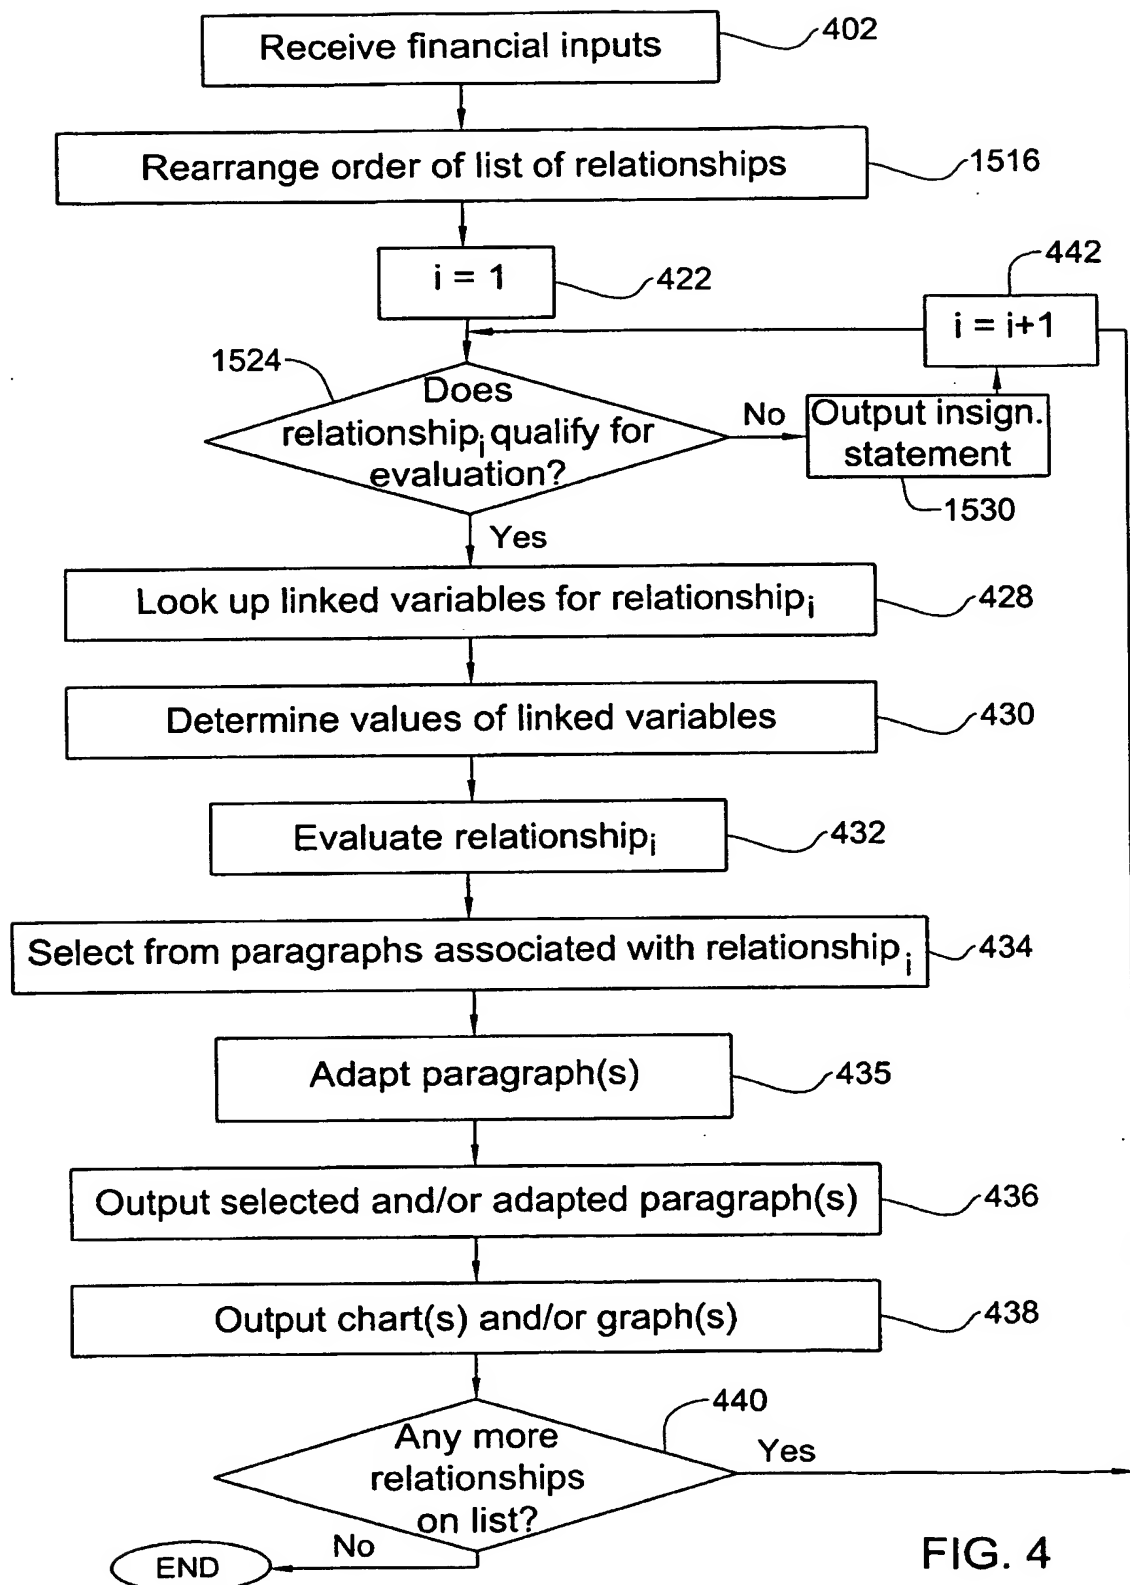 Receive financial inputs
402
Rearrange order of list of relationships
1516
i = 1
422
442
i = i+1
1524
Does
relationshipi qualify for
evaluation?
No
Output insign.
statement
1530
Yes
Look up linked variables for relationshipi
428
Determine values of linked variables
430
Evaluate relationshipi
432
Select from paragraphs associated with relationshipi
434
Adapt paragraph(s)
435
Output selected and/or adapted paragraph(s)
436
Output chart(s) and/or graph(s)
438
440
Any more
relationships
on list?
Yes
No
END
FIG. 4